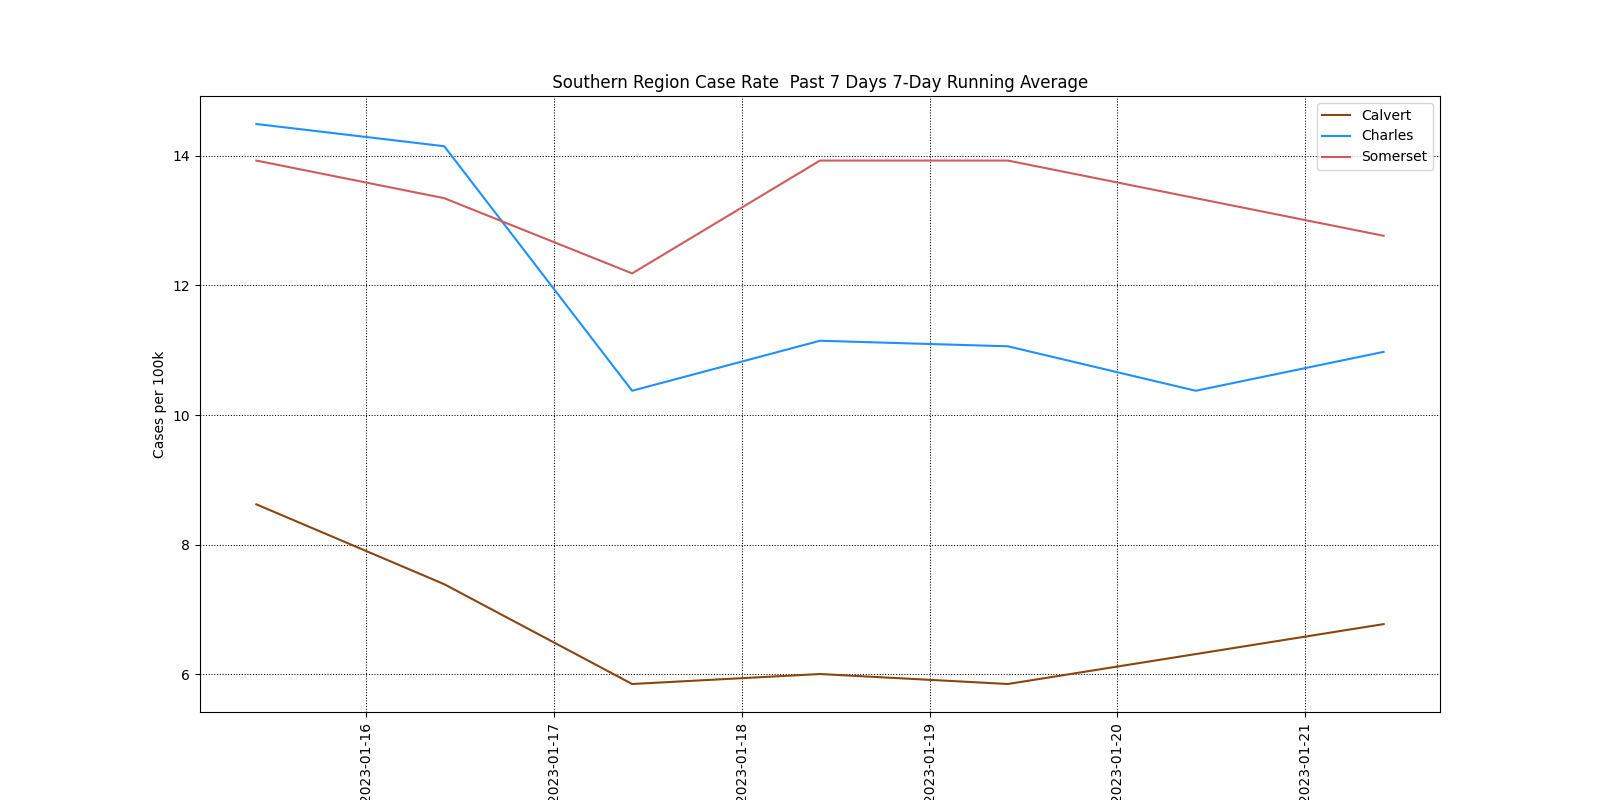 Southern Region Case Rate  Past 7 Days 7-Day Running Average
Calvert
Charles
Somerset
Cases per 100k
14
12
10
8
6
2023-01-16
2023-01-17
2023-01-18
2023-01-19
2023-01-20
2023-01-21